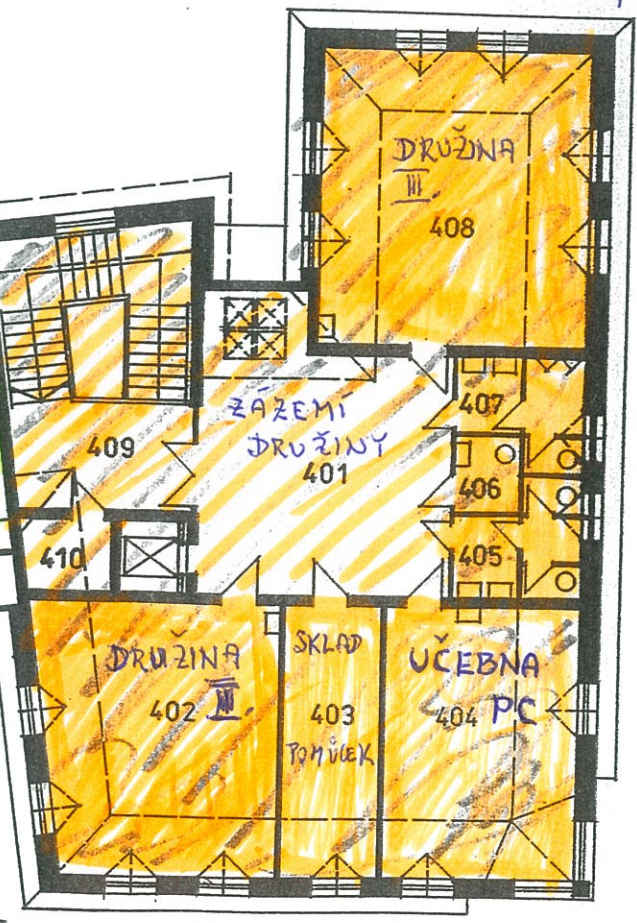 DRUŽINA
III.
408
407
ZÁZEMÍ
DRUŽINY
401
409
406
410
405
DRUŽINA
402 III.
SKLAD
403
POMŮCEK
UČEBNA
404 PC